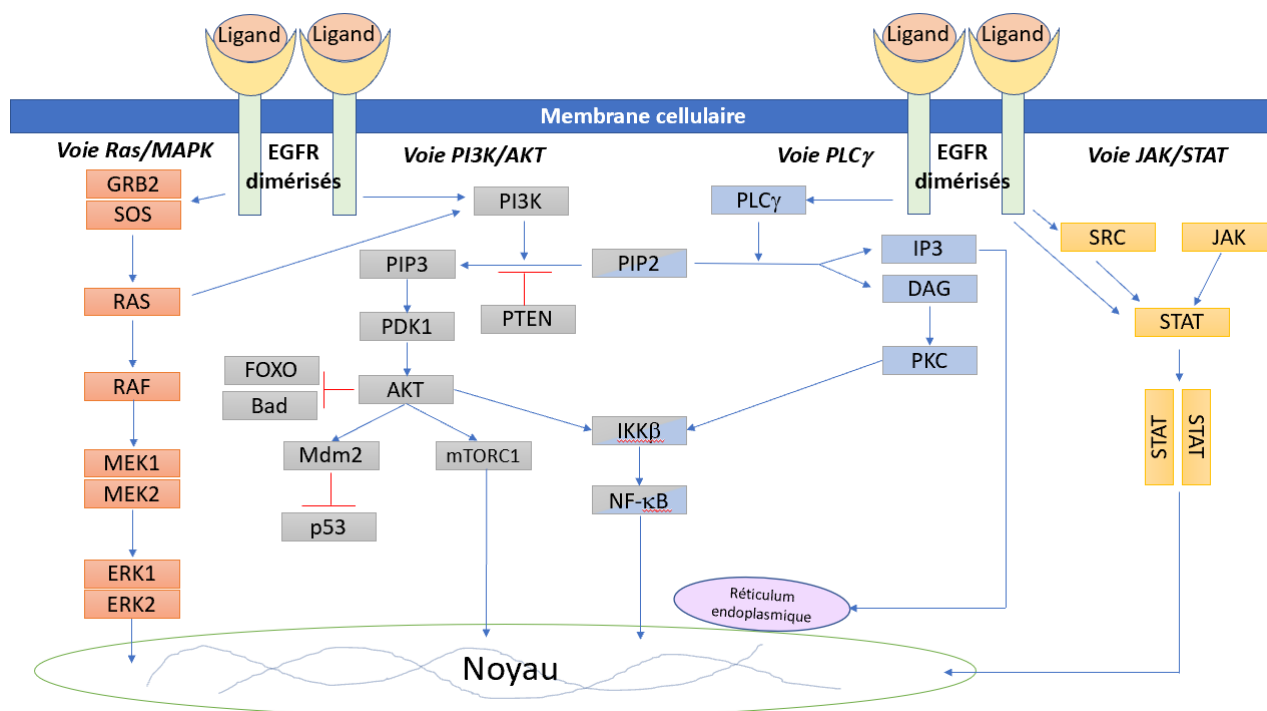 Ligand
Ligand
Ligand
Ligand
Membrane cellulaire
Voie Ras/MAPK
EGFR
dimérisés
Voie PI3K/AKT
Voie PLCγ
EGFR
dimérisés
Voie JAK/STAT
GRB2
SOS
PI3K
PLCγ
SRC
JAK
PIP3
PIP2
IP3
DAG
RAS
PTEN
STAT
PDK1
FOXO
Bad
RAF
AKT
PKC
IKKβ
Mdm2
mTORC1
MEK1
MEK2
STAT
STAT
NF-κB
p53
ERK1
ERK2
Réticulum
endoplasmique
Noyau